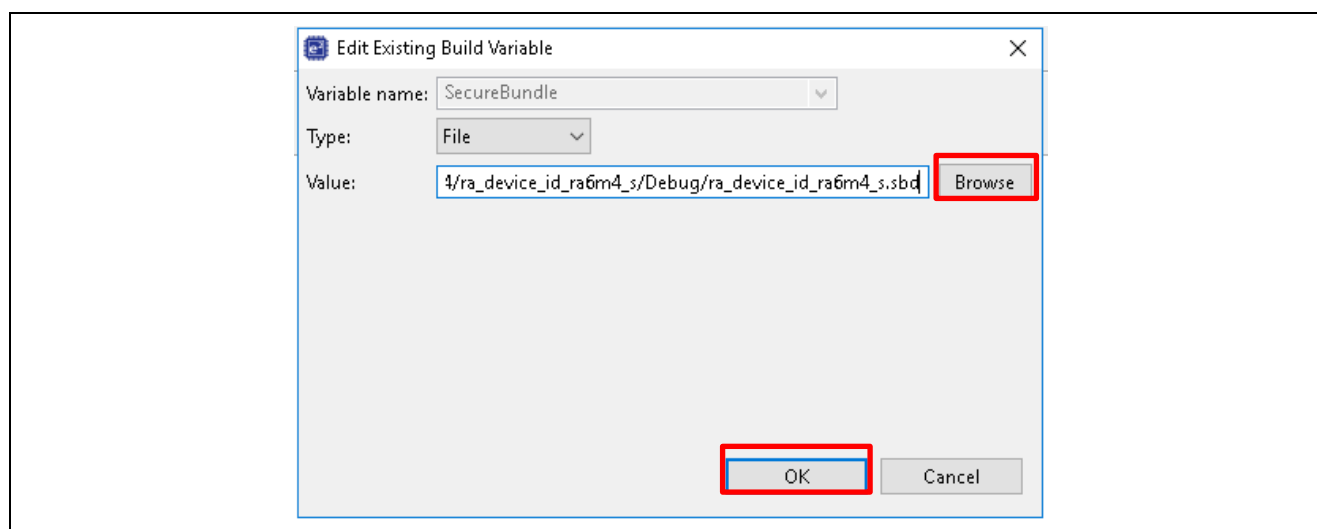 Edit Existing Build Variable
Variable name: SecureBundle
Type: File
Value: 4/ra_device_id_ra6m4_s/Debug/ra_device_id_ra6m4_s.sbd Browse
OK Cancel